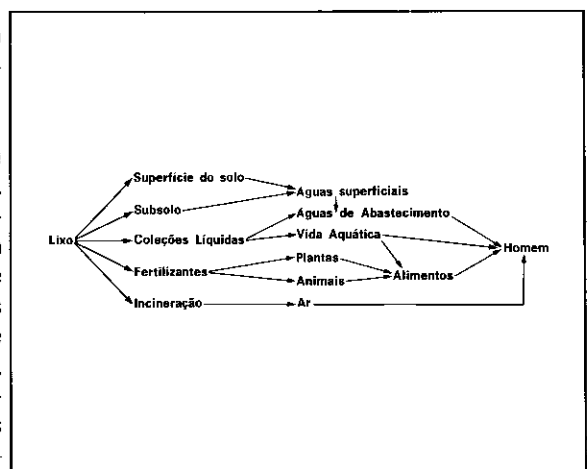 Superfície do solo
Aguas superficiais
Subsolo
Aguas de Abastecimento
Lixo
Coleções Líquidas
Vida Aquática
Homem
Plantas
Fertilizantes
Alimentos
Animais
Incineração
Ar